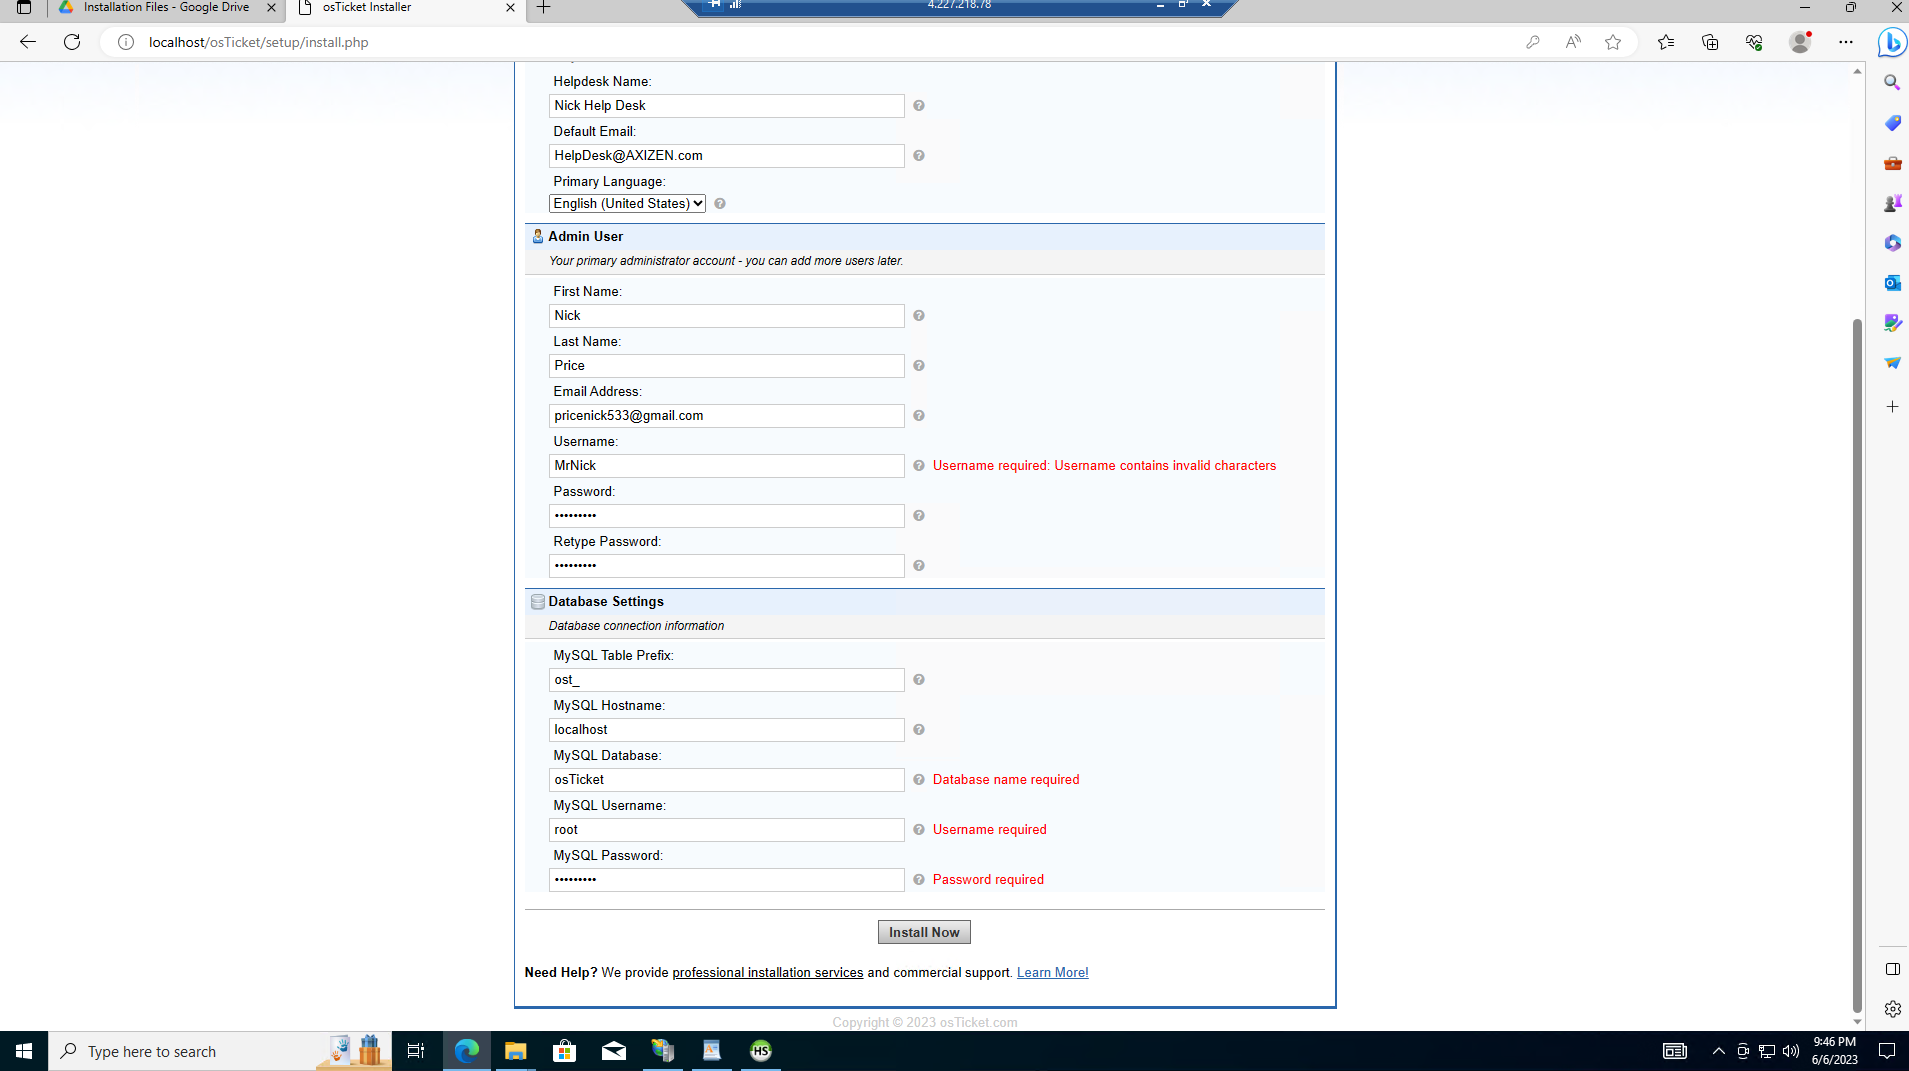 Installation Files - Google Drive
osTicket Installer
4.227.218.78
localhost/osTicket/setup/install.php
Helpdesk Name:
Nick Help Desk
Default Email:
HelpDesk@AXIZEN.com
Primary Language:
English (United States)
Admin User
Your primary administrator account - you can add more users later.
First Name:
Nick
Last Name:
Price
Email Address:
pricenick533@gmail.com
Username:
MrNick
Username required: Username contains invalid characters
Password:
•••••••••
Retype Password:
•••••••••
Database Settings
Database connection information
MySQL Table Prefix:
ost_
MySQL Hostname:
localhost
MySQL Database:
osTicket
Database name required
MySQL Username:
root
Username required
MySQL Password:
•••••••••
Password required
Install Now
Need Help? We provide professional installation services and commercial support. Learn More!
Copyright © 2023 osTicket.com
Type here to search
HS
9:46 PM
6/6/2023